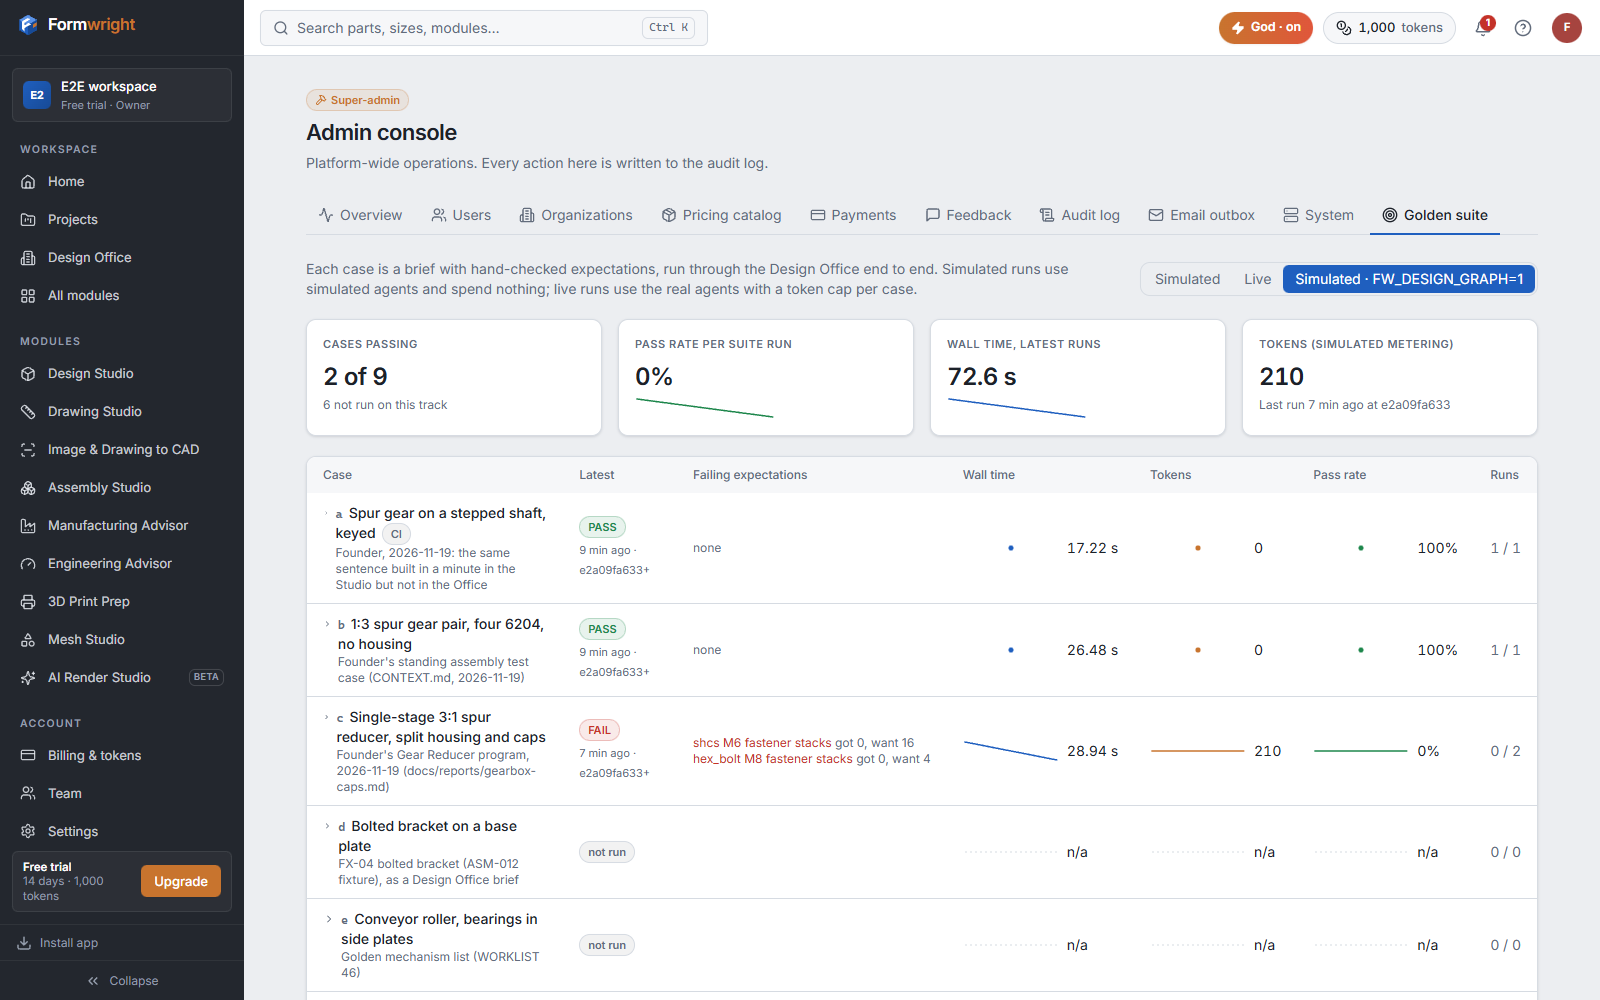 Formwright
Search parts, sizes, modules...
Ctrl K
God · on
1,000 tokens
1
F
E2
E2E workspace
Free trial · Owner
WORKSPACE
Home
Projects
Design Office
All modules
MODULES
Design Studio
Drawing Studio
Image & Drawing to CAD
Assembly Studio
Manufacturing Advisor
Engineering Advisor
3D Print Prep
Mesh Studio
AI Render Studio
BETA
ACCOUNT
Billing & tokens
Team
Settings
Free trial
14 days · 1,000
tokens
Upgrade
Install app
Collapse
Super-admin
Admin console
Platform-wide operations. Every action here is written to the audit log.
Overview
Users
Organizations
Pricing catalog
Payments
Feedback
Audit log
Email outbox
System
Golden suite
Each case is a brief with hand-checked expectations, run through the Design Office end to end. Simulated runs use
simulated agents and spend nothing; live runs use the real agents with a token cap per case.
Simulated
Live
Simulated · FW_DESIGN_GRAPH=1
CASES PASSING
2 of 9
6 not run on this track
PASS RATE PER SUITE RUN
0%
WALL TIME, LATEST RUNS
72.6 s
TOKENS (SIMULATED METERING)
210
Last run 7 min ago at e2a09fa633
Case
Latest
Failing expectations
Wall time
Tokens
Pass rate
Runs
a Spur gear on a stepped shaft,
keyed CI
Founder, 2026-11-19: the same
sentence built in a minute in the
Studio but not in the Office
PASS
9 min ago ·
e2a09fa633+
none
17.22 s
0
100%
1 / 1
b 1:3 spur gear pair, four 6204,
no housing
Founder's standing assembly test
case (CONTEXT.md, 2026-11-19)
PASS
9 min ago ·
e2a09fa633+
none
26.48 s
0
100%
1 / 1
c Single-stage 3:1 spur
reducer, split housing and caps
Founder's Gear Reducer program,
2026-11-19 (docs/reports/gearbox-
caps.md)
FAIL
7 min ago ·
e2a09fa633+
shcs M6 fastener stacks got 0, want 16
hex_bolt M8 fastener stacks got 0, want 4
28.94 s
210
0%
0 / 2
d Bolted bracket on a base
plate
FX-04 bolted bracket (ASM-012
fixture), as a Design Office brief
not run
n/a
n/a
n/a
0 / 0
e Conveyor roller, bearings in
side plates
Golden mechanism list (WORKLIST
46)
not run
n/a
n/a
n/a
0 / 0